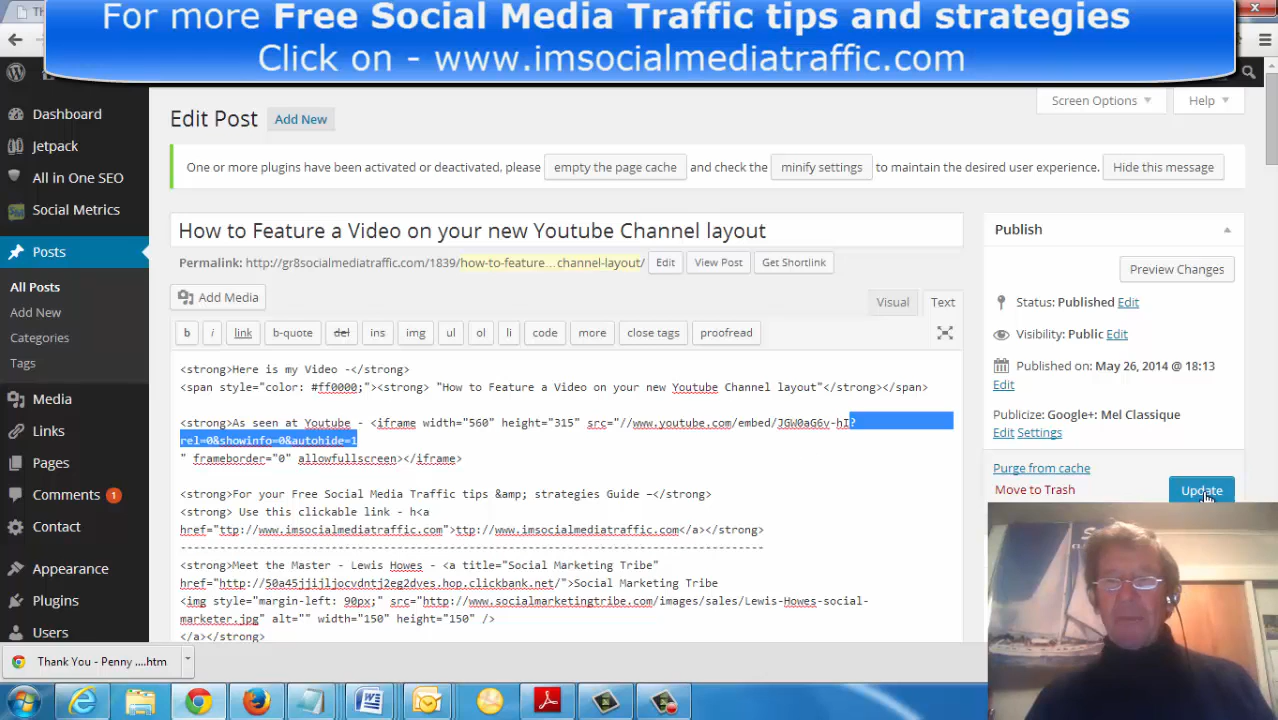 For more Free Social Media Traffic tips and strategies
Click on - www.imsocialmediatraffic.com
Dashboard
Jetpack
All in One SEO
Social Metrics
Posts
All Posts
Add New
Categories
Tags
Media
Links
Pages
Comments 1
Contact
Appearance
Plugins
Users
Screen Options
Help
Edit Post Add New
One or more plugins have been activated or deactivated, please empty the page cache and check the minify settings to maintain the desired user experience. Hide this message
How to Feature a Video on your new Youtube Channel layout
Permalink: http://gr8socialmediatraffic.com/1839/how-to-feature...channel-layout/ Edit View Post Get Shortlink
Add Media
Visual Text
b i link b-quote del ins img ul ol li code more close tags proofread
<strong>Here is my Video -</strong>
<span style="color: #ff0000;"><strong> "How to Feature a Video on your new Youtube Channel layout"</strong></span>
<strong>As seen at Youtube - <iframe width="560" height="315" src="//www.youtube.com/embed/JGW0aG6v-hI?
rel=0&showinfo=0&autohide=1
" frameborder="0" allowfullscreen></iframe>
<strong>For your Free Social Media Traffic tips &amp; strategies Guide –</strong>
<strong> Use this clickable link - h<a
href="ttp://www.imsocialmediatraffic.com">ttp://www.imsocialmediatraffic.com</a></strong>
--------------------------------------------------------------------------------
<strong>Meet the Master - Lewis Howes - <a title="Social Marketing Tribe"
href="http://50a45jjijljocvdntj2eg2dves.hop.clickbank.net/">Social Marketing Tribe
<img style="margin-left: 90px;" src="http://www.socialmarketingtribe.com/images/sales/Lewis-Howes-social-
marketer.jpg" alt="" width="150" height="150" />
</a></strong>
Publish
Preview Changes
Status: Published Edit
Visibility: Public Edit
Published on: May 26, 2014 @ 18:13
Edit
Publicize: Google+: Mel Classique
Edit Settings
Purge from cache
Move to Trash
Update
Thank You - Penny ....htm